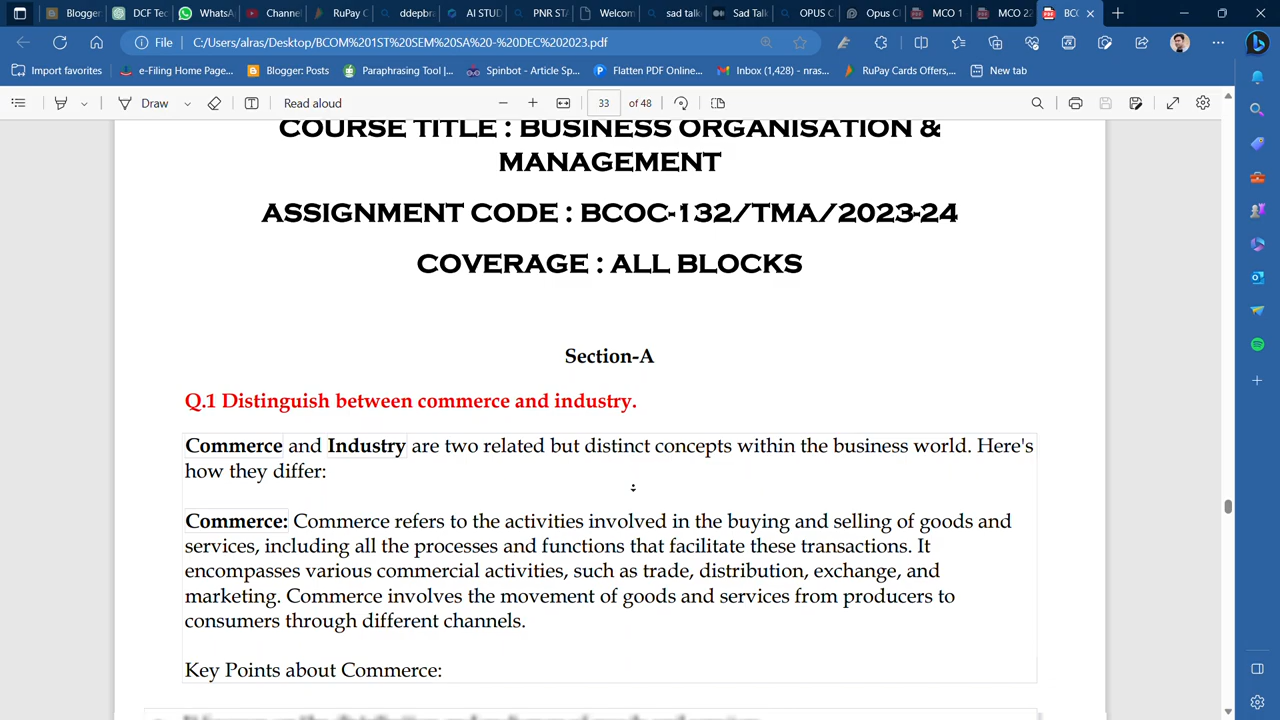 Blogger
DCF Tec
WhatsA
Channel
RuPay C
ddepbra
AI STUD
PNR STA
Welcom
sad talk
Sad Talk
OPUS C
Opus Cl
MCO 1
MCO 22
BCO
File
C:/Users/alras/Desktop/BCOM%201ST%20SEM%20SA%20-%20DEC%202023.pdf
Import favorites
e-Filing Home Page...
Blogger: Posts
Paraphrasing Tool |...
Spinbot - Article Sp...
Flatten PDF Online...
Inbox (1,428) - nras...
RuPay Cards Offers,...
New tab
Draw
Read aloud
33 of 48
COURSE TITLE : BUSINESS ORGANISATION &
MANAGEMENT
ASSIGNMENT CODE : BCOC-132/TMA/2023-24
COVERAGE : ALL BLOCKS
Section-A
Q.1 Distinguish between commerce and industry.
Commerce and Industry are two related but distinct concepts within the business world. Here's
how they differ:
Commerce: Commerce refers to the activities involved in the buying and selling of goods and
services, including all the processes and functions that facilitate these transactions. It
encompasses various commercial activities, such as trade, distribution, exchange, and
marketing. Commerce involves the movement of goods and services from producers to
consumers through different channels.
Key Points about Commerce: